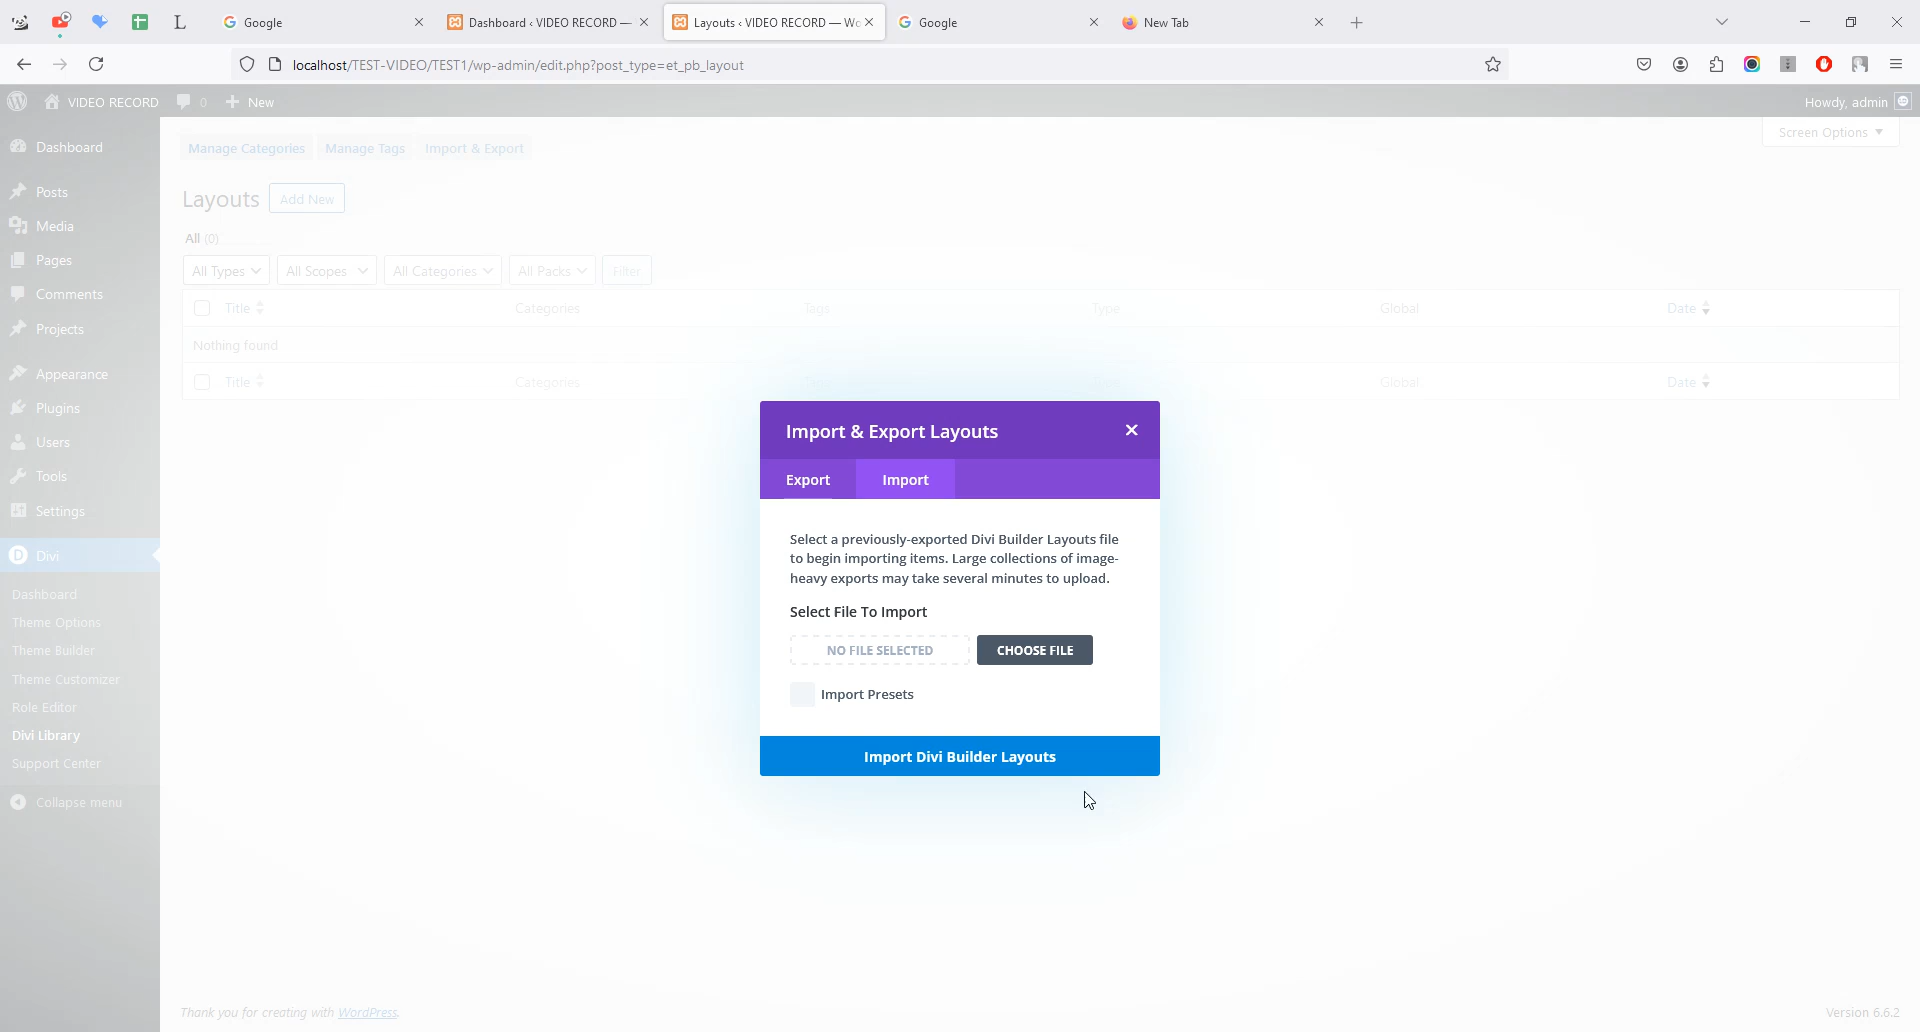 Google
Dashboard ‹ VIDEO RECORD —
Layouts ‹ VIDEO RECORD — Wo
Google
New Tab
localhost/TEST-VIDEO/TEST1/wp-admin/edit.php?post_type=et_pb_layout
VIDEO RECORD
0
New
Howdy, admin
Dashboard
Posts
Media
Pages
Comments
Projects
Appearance
Plugins
Users
Tools
Settings
Divi
Dashboard
Theme Options
Theme Builder
Theme Customizer
Role Editor
Divi Library
Support Center
Collapse menu
Manage Categories Manage Tags Import & Export
Screen Options
Layouts Add New
All (0)
All Types All Scopes All Categories All Packs Filter
Title Categories Tags Type Global Date
Nothing found
Title Categories Global Date
Import & Export Layouts
Export Import
Select a previously-exported Divi Builder Layouts file
to begin importing items. Large collections of image-
heavy exports may take several minutes to upload.
Select File To Import
NO FILE SELECTED CHOOSE FILE
Import Presets
Import Divi Builder Layouts
Thank you for creating with WordPress.
Version 6.6.2